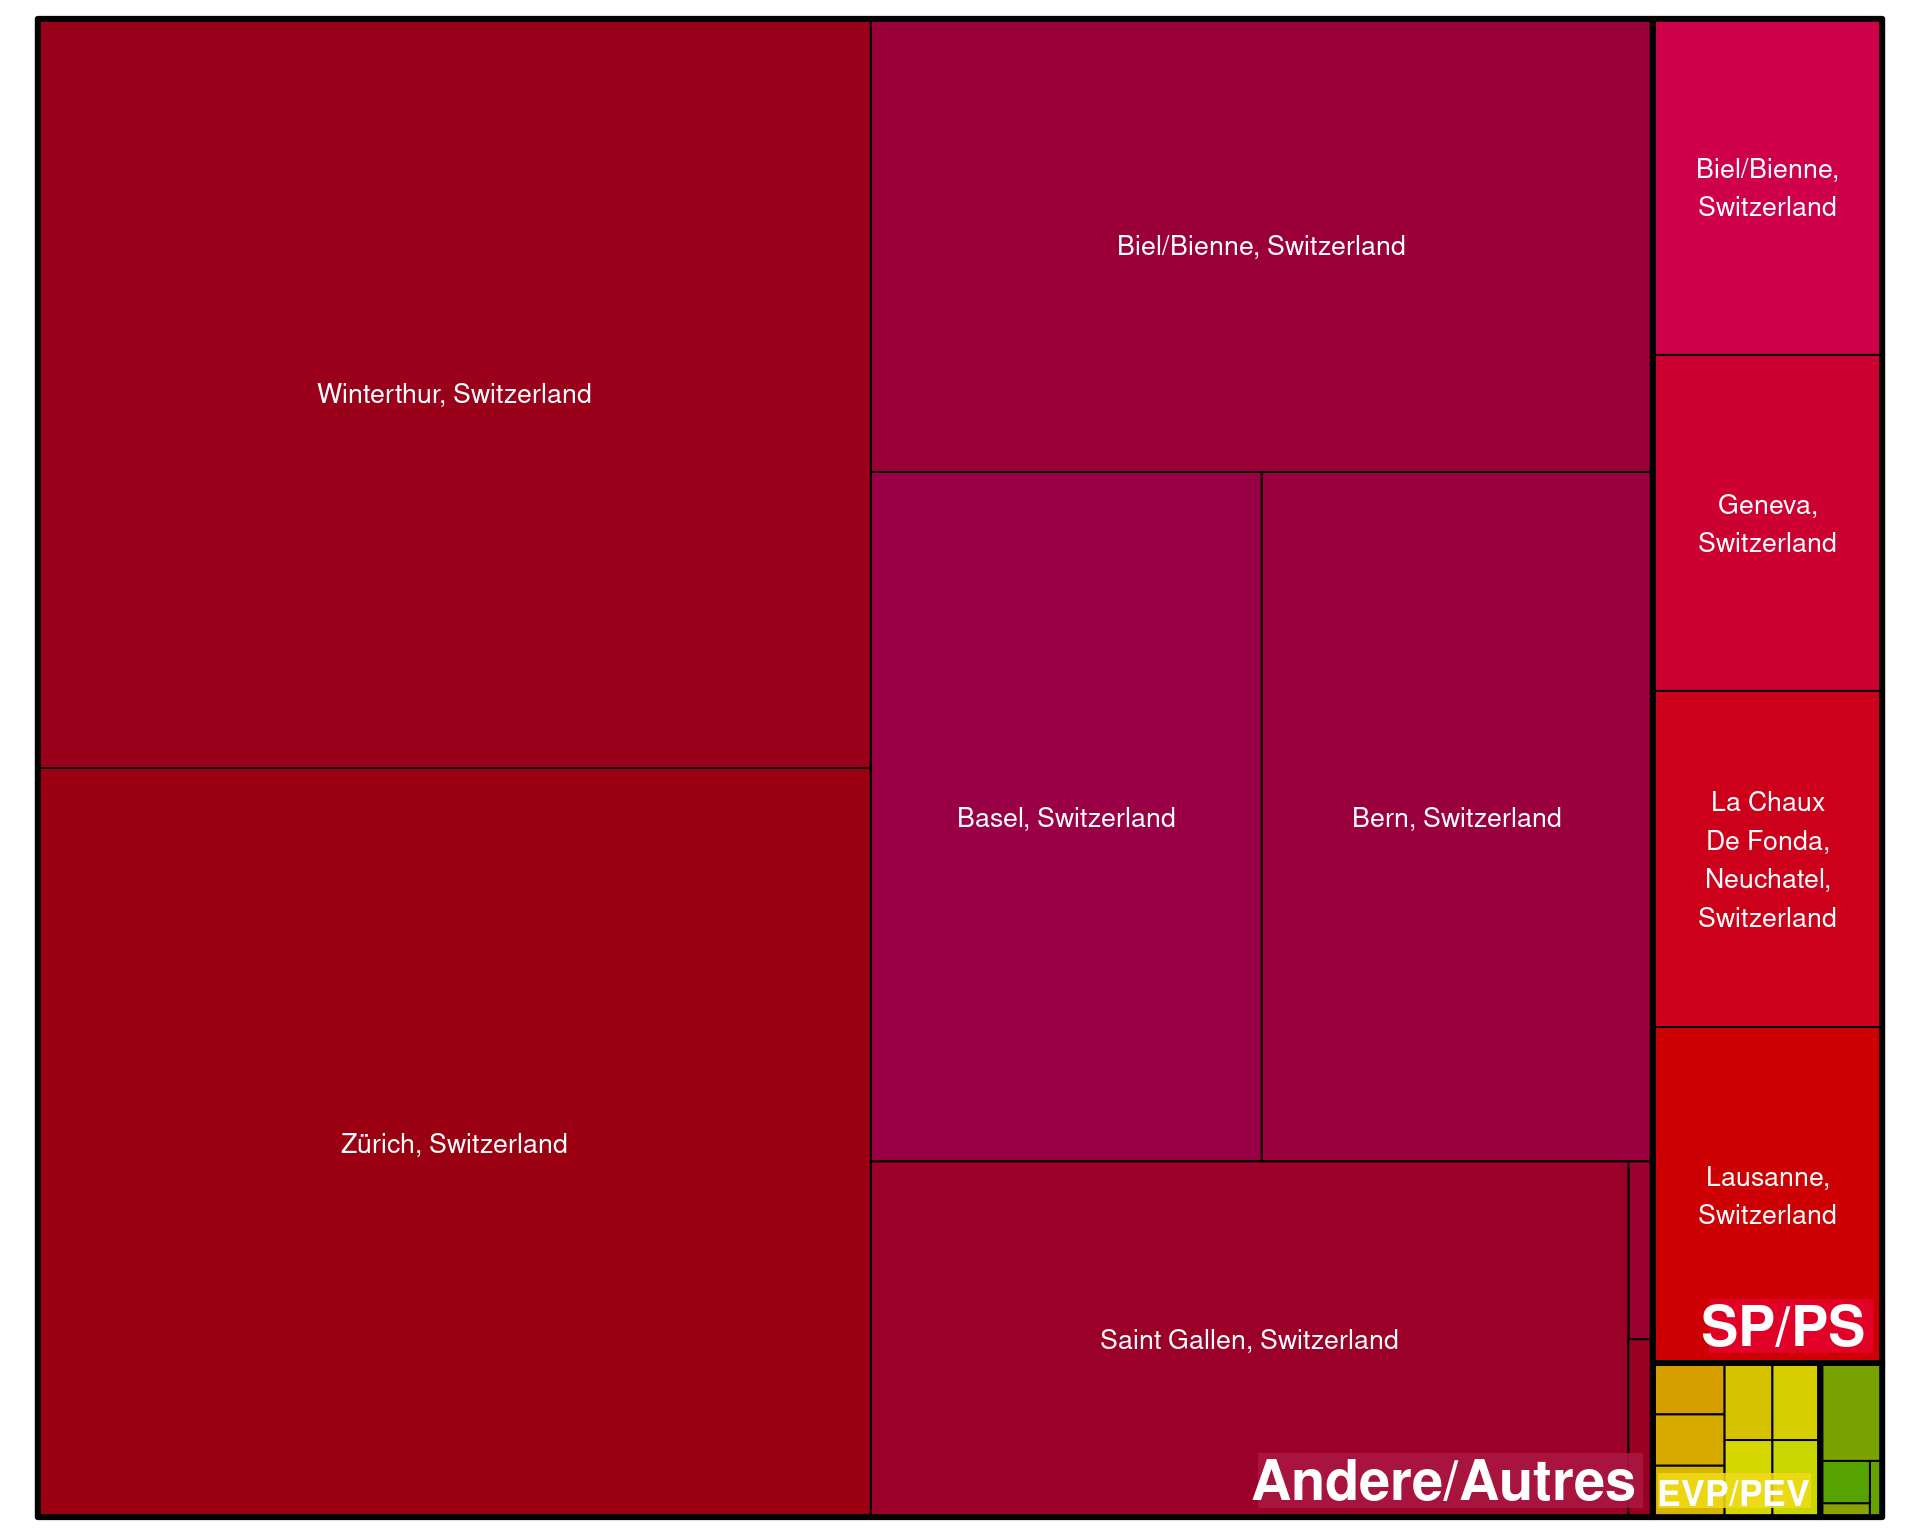 Winterthur, Switzerland
Zürich, Switzerland
Biel/Bienne, Switzerland
Basel, Switzerland
Bern, Switzerland
Saint Gallen, Switzerland
Andere/Autres
Biel/Bienne,
Switzerland
Geneva,
Switzerland
La Chaux
De Fonda,
Neuchatel,
Switzerland
Lausanne,
Switzerland
SP/PS
EVP/PEV